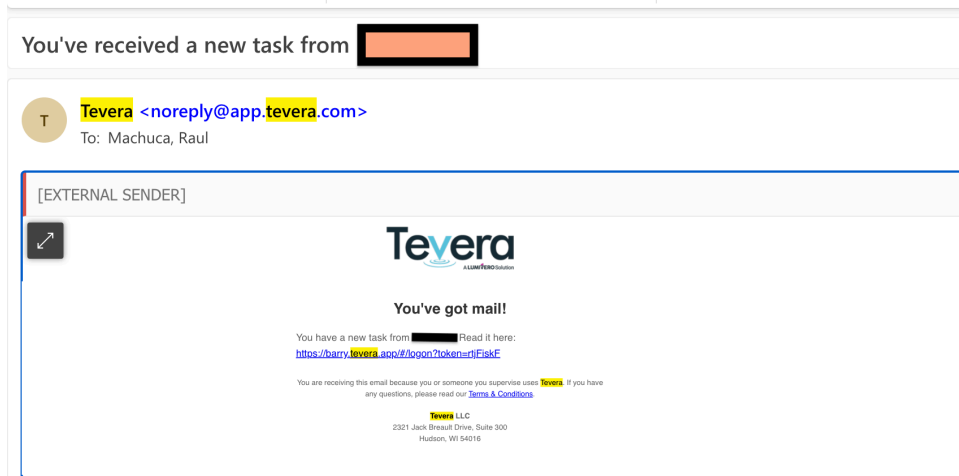 You've received a new task from
T
Tevera <noreply@app.tevera.com>
To: Machuca, Raul
[EXTERNAL SENDER]
Tevera
A LUMIVERO Solution
You've got mail!
You have a new task from Read it here:
https://barry.tevera.app/#/logon?token=rtjFiskF
You are receiving this email because you or someone you supervise uses Tevera. If you have
any questions, please read our Terms & Conditions.
Tevera LLC
2321 Jack Breault Drive, Suite 300
Hudson, WI 54016